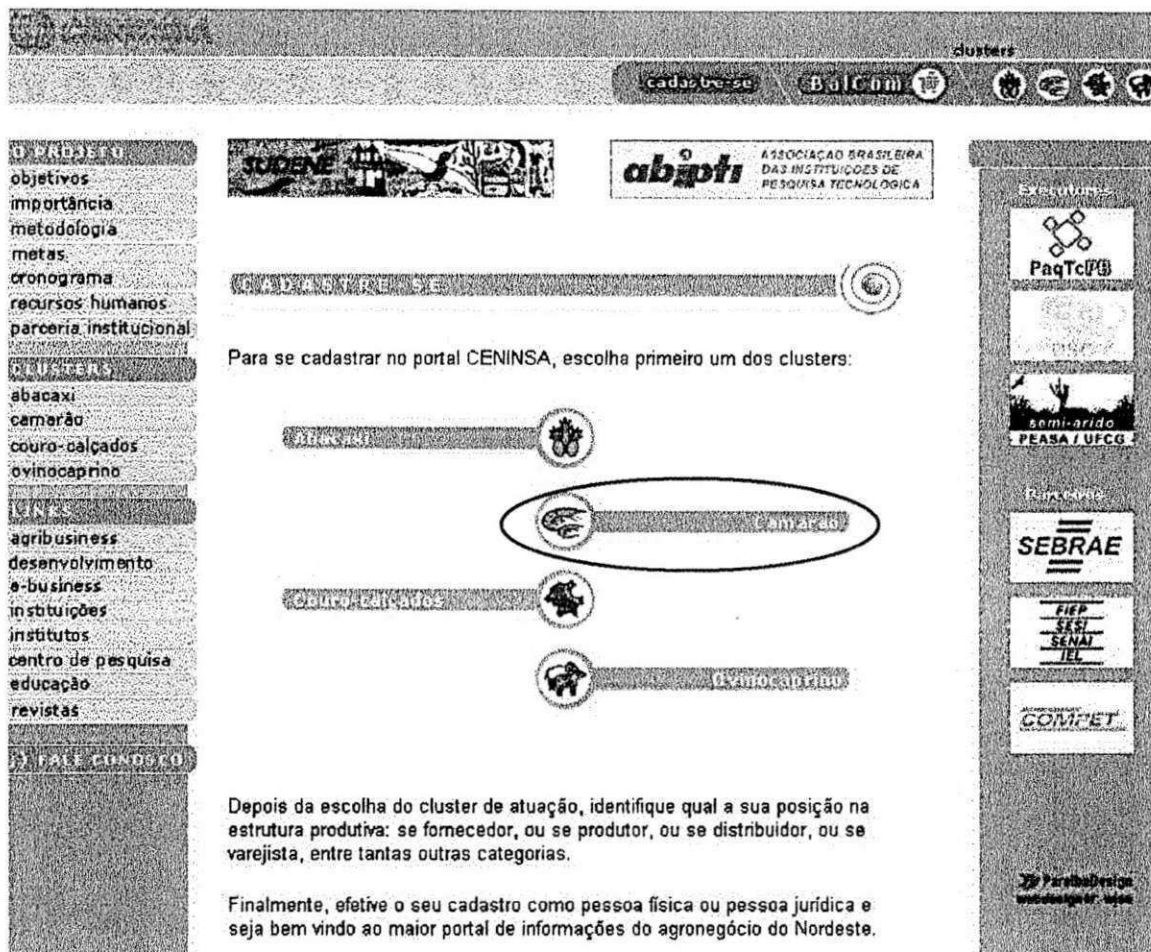 CENINSA
clusters
cadastre-se
BalCom
O PROJETO
objetivos
importância
metodologia
metas
cronograma
recursos humanos
parceria institucional
CLUSTERS
abacaxi
camarão
couro-calçados
ovinocaprino
LINKS
agribusiness
desenvolvimento
e-business
instituições
institutos
centro de pesquisa
educação
revistas
FALE CONOSCO
SUDENE
abipti
ASSOCIAÇÃO BRASILEIRA
DAS INSTITUIÇÕES DE
PESQUISA TECNOLÓGICA
CADASTRE-SE
Para se cadastrar no portal CENINSA, escolha primeiro um dos clusters:
Abacaxi
Camarão
Couro-calçados
Ovinocaprino
Depois da escolha do cluster de atuação, identifique qual a sua posição na
estrutura produtiva: se fornecedor, ou se produtor, ou se distribuidor, ou se
varejista, entre tantas outras categorias.
Finalmente, efetive o seu cadastro como pessoa física ou pessoa jurídica e
seja bem vindo ao maior portal de informações do agronegócio do Nordeste.
Executores
PaqTcPB
semi-arido
PEASA / UFCG
Parceiros
SEBRAE
FIEP
SESI
SENAI
IEL
COMPET
ParaibaDesign
webdesigner: